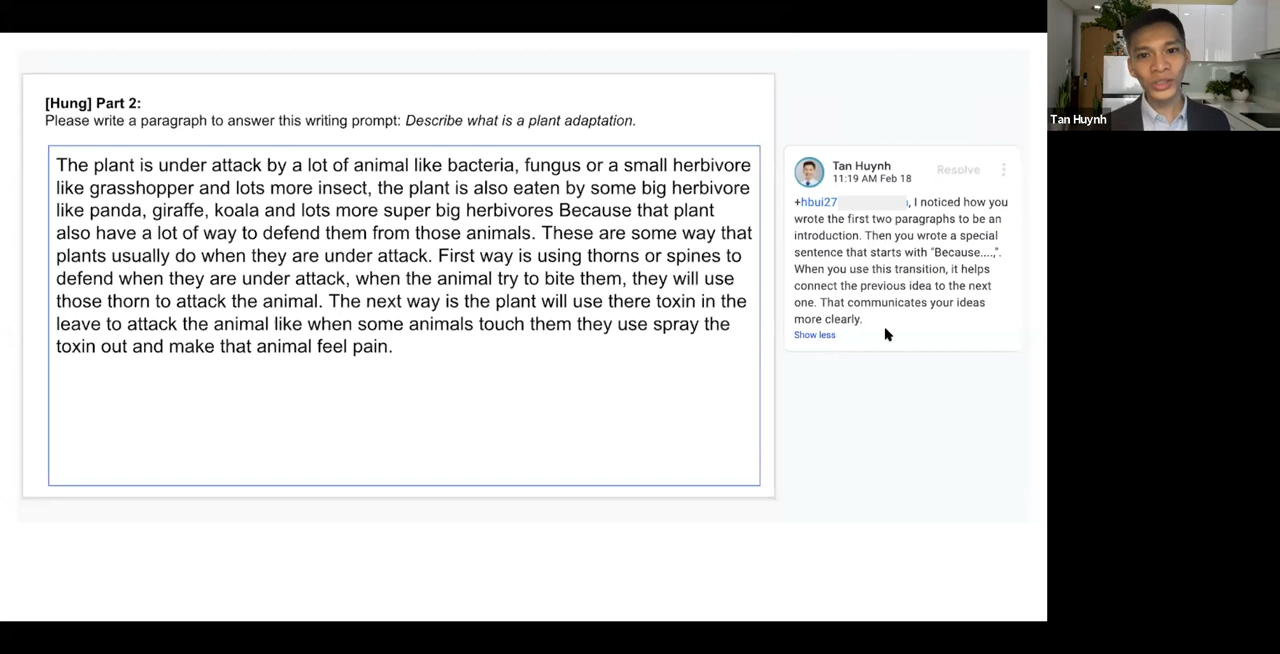 [Hung] Part 2:
Please write a paragraph to answer this writing prompt: Describe what is a plant adaptation.
The plant is under attack by a lot of animal like bacteria, fungus or a small herbivore
like grasshopper and lots more insect, the plant is also eaten by some big herbivore
like panda, giraffe, koala and lots more super big herbivores Because that plant
also have a lot of way to defend them from those animals. These are some way that
plants usually do when they are under attack. First way is using thorns or spines to
defend when they are under attack, when the animal try to bite them, they will use
those thorn to attack the animal. The next way is the plant will use there toxin in the
leave to attack the animal like when some animals touch them they use spray the
toxin out and make that animal feel pain.
Tan Huynh
11:19 AM Feb 18
Resolve
+hbui27 , I noticed how you
wrote the first two paragraphs to be an
introduction. Then you wrote a special
sentence that starts with "Because....,".
When you use this transition, it helps
connect the previous idea to the next
one. That communicates your ideas
more clearly.
Show less
Tan Huynh